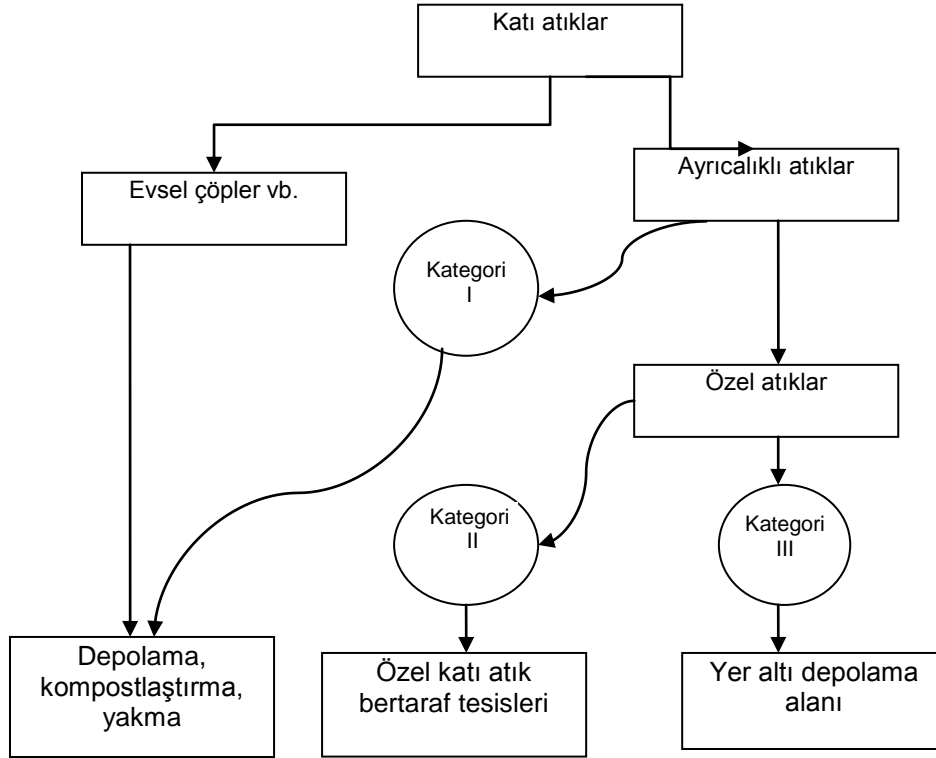 Katı atıklar
Ayrıcalıklı atıklar
Evsel çöpler vb.
Kategori
I
Özel atıklar
Kategori
II
Kategori
III
Depolama,
kompostlaştırma,
yakma
Özel katı atık
bertaraf tesisleri
Yer altı depolama
alanı